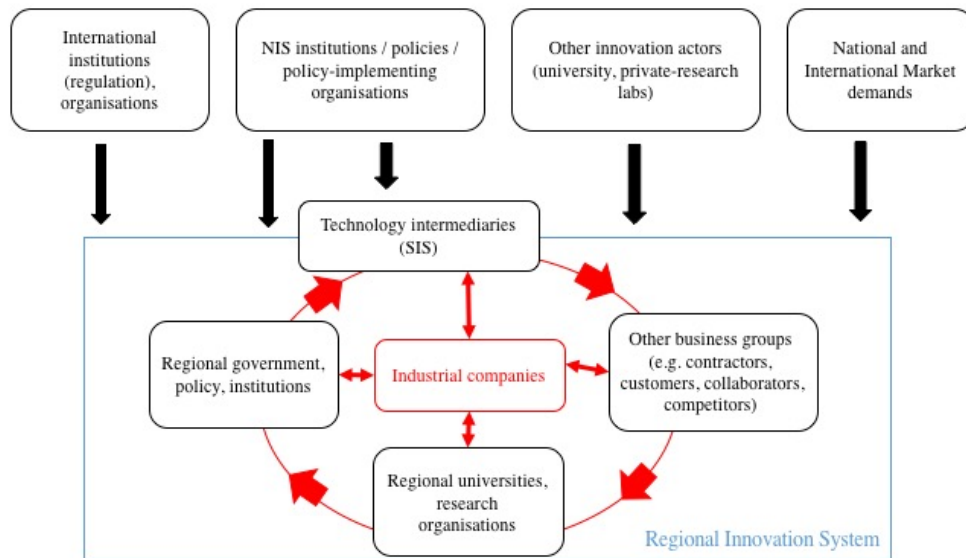 International
institutions
(regulation),
organisations
NIS institutions / policies /
policy-implementing
organisations
Other innovation actors
(university, private-research
labs)
National and
International Market
demands
Technology intermediaries
(SIS)
Regional government,
policy, institutions
Industrial companies
Other business groups
(e.g. contractors,
customers, collaborators,
competitors)
Regional universities,
research
organisations
Regional Innovation System